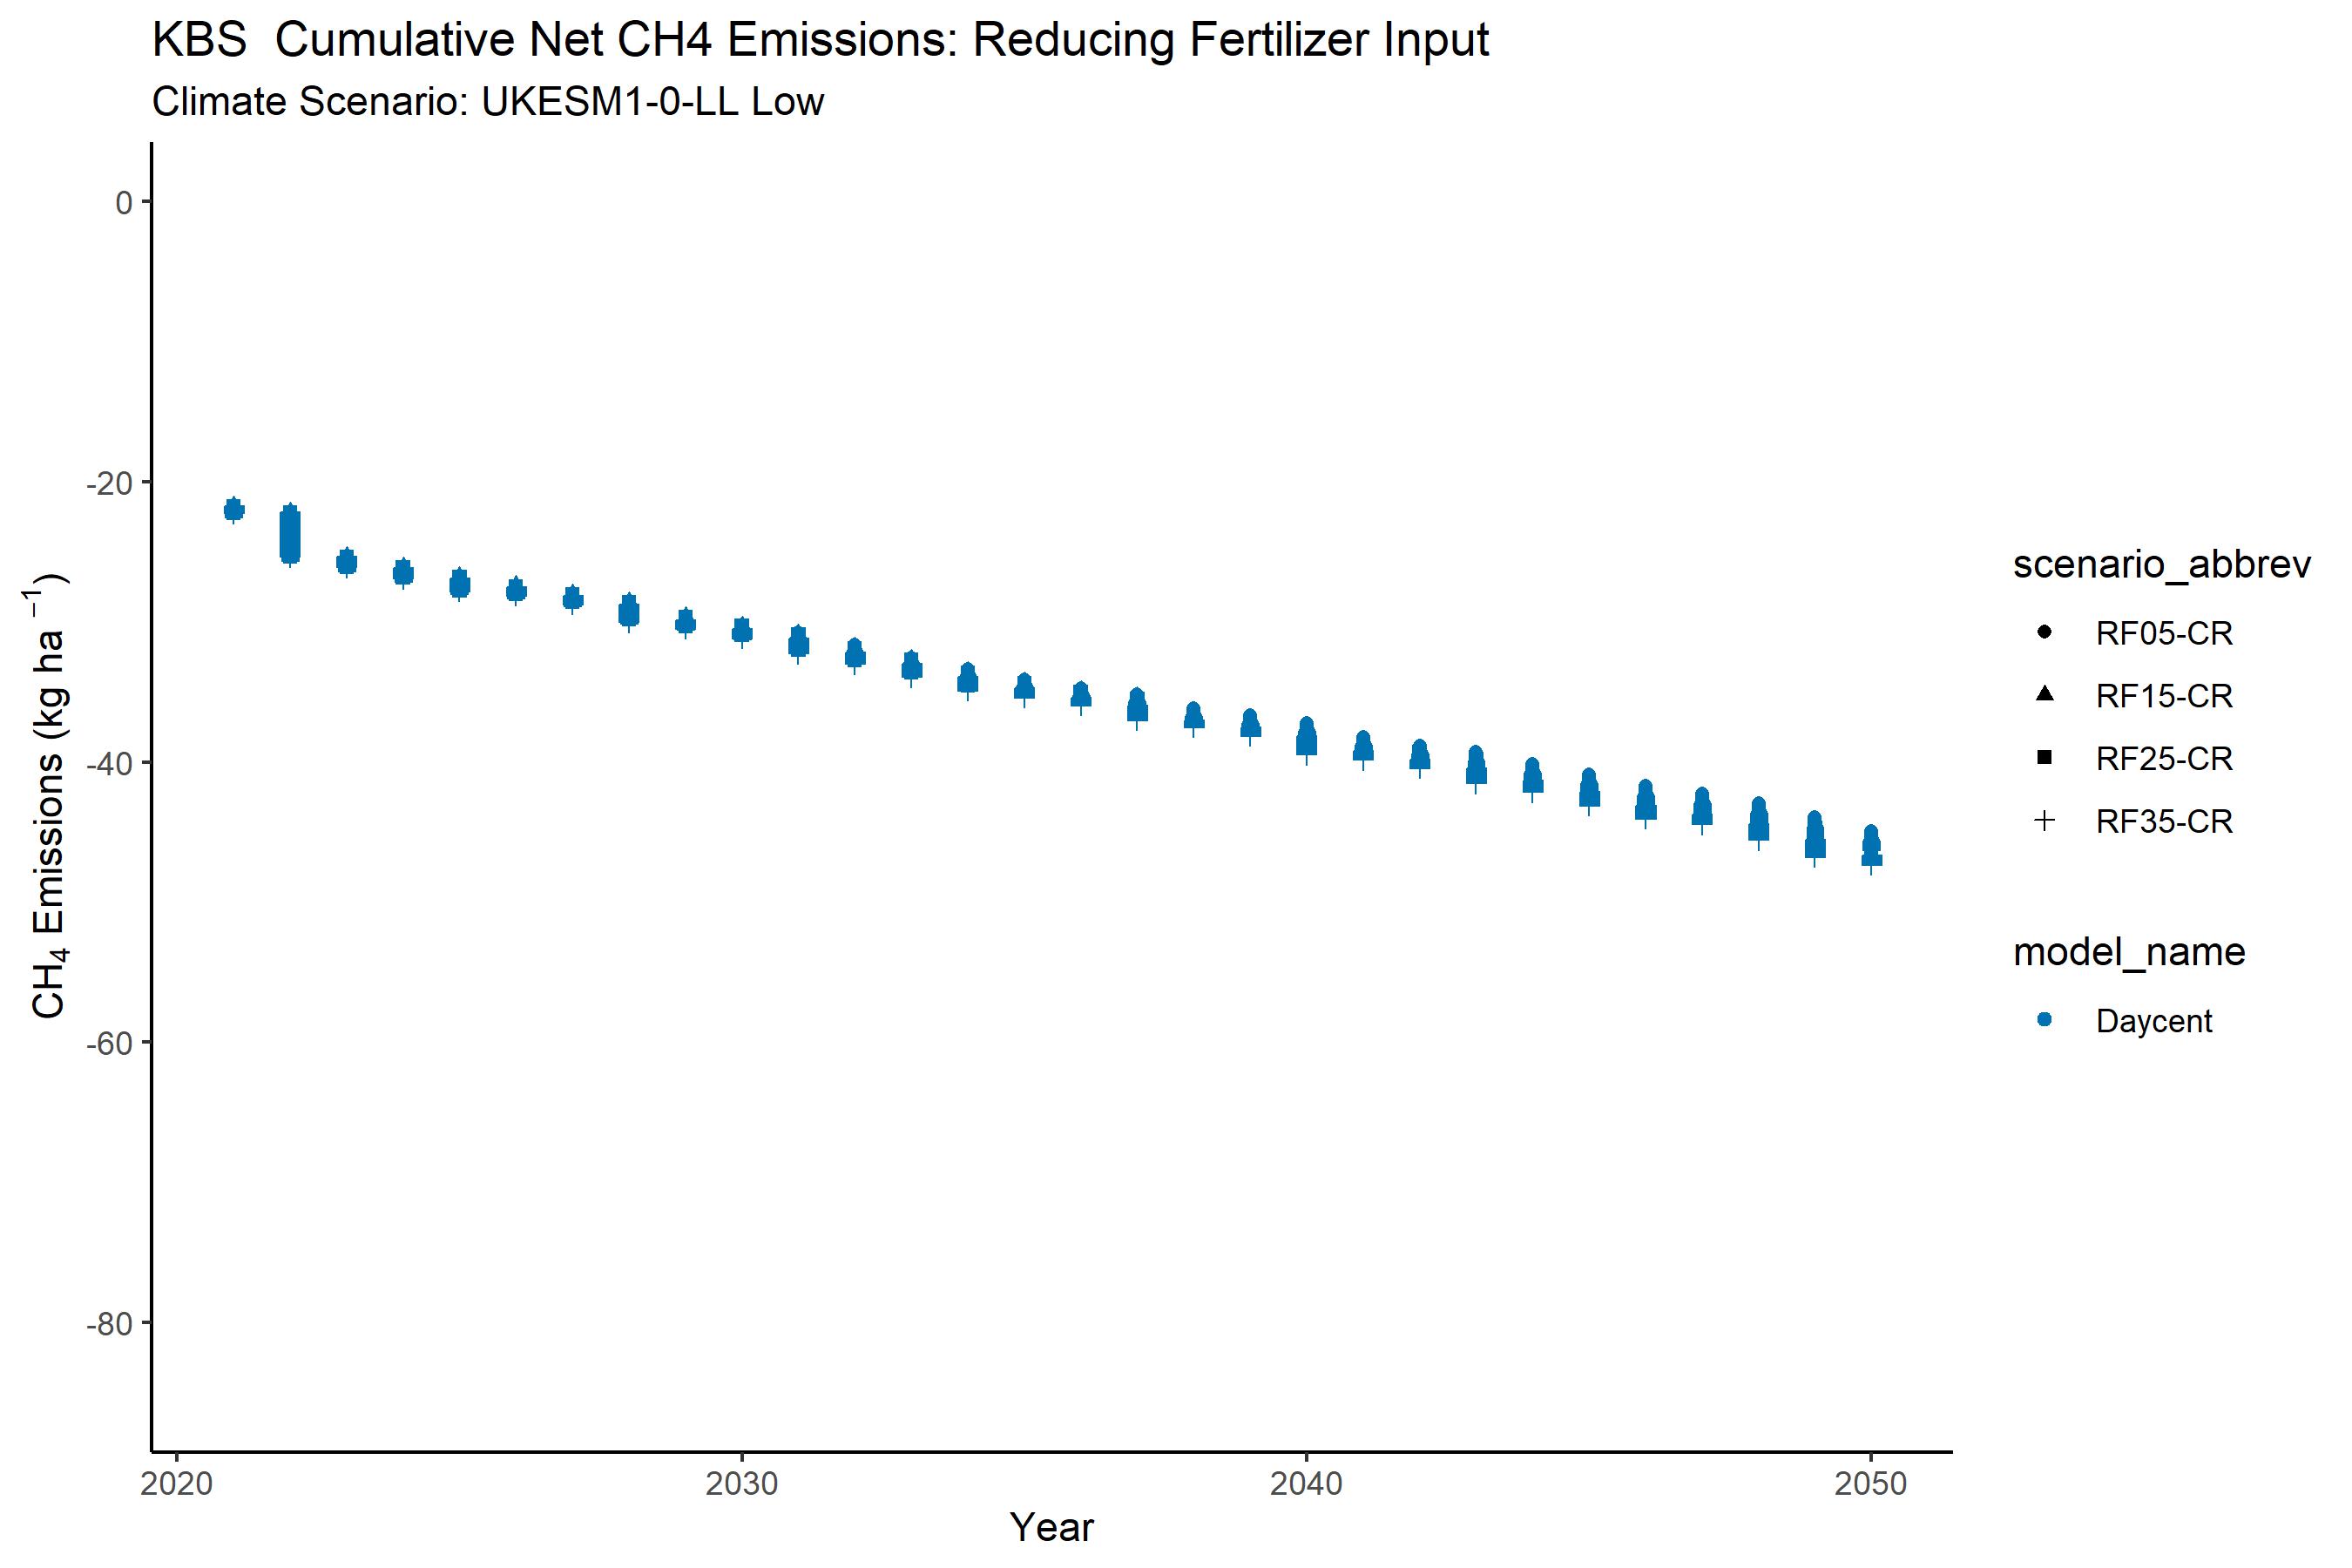 KBS  Cumulative Net CH4 Emissions: Reducing Fertilizer Input
Climate Scenario: UKESM1-0-LL Low
CH₄ Emissions (kg ha ⁻¹)
0
-20
-40
-60
-80
2020
2030
2040
2050
Year
scenario_abbrev
RF05-CR
RF15-CR
RF25-CR
RF35-CR
model_name
Daycent